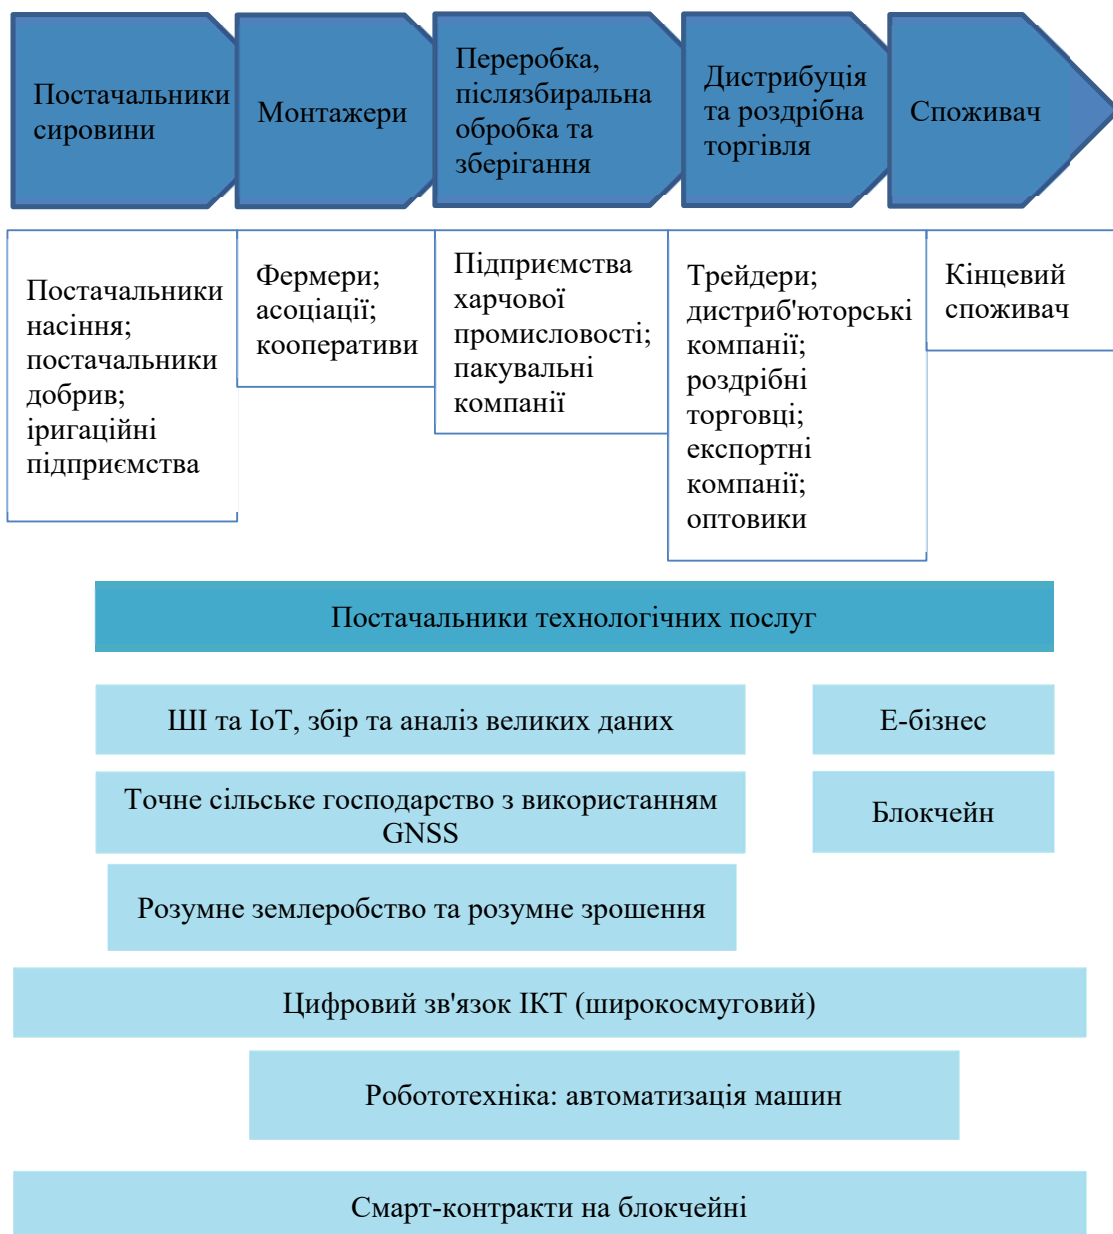 Постачальники
сировини
Монтажери
Переробка,
післязбиральна
обробка та
зберігання
Дистрибуція
та роздрібна
торгівля
Споживач
Постачальники
насіння;
постачальники
добрив;
іригаційні
підприємства
Фермери;
асоціації;
кооперативи
Підприємства
харчової
промисловості;
пакувальні
компанії
Трейдери;
дистриб'юторські
компанії;
роздрібні
торговці;
експортні
компанії;
оптовики
Кінцевий
споживач
Постачальники технологічних послуг
ШІ та IoT, збір та аналіз великих даних
Е-бізнес
Точне сільське господарство з використанням
GNSS
Блокчейн
Розумне землеробство та розумне зрошення
Цифровий зв'язок ІКТ (широкосмуговий)
Робототехніка: автоматизація машин
Смарт-контракти на блокчейні